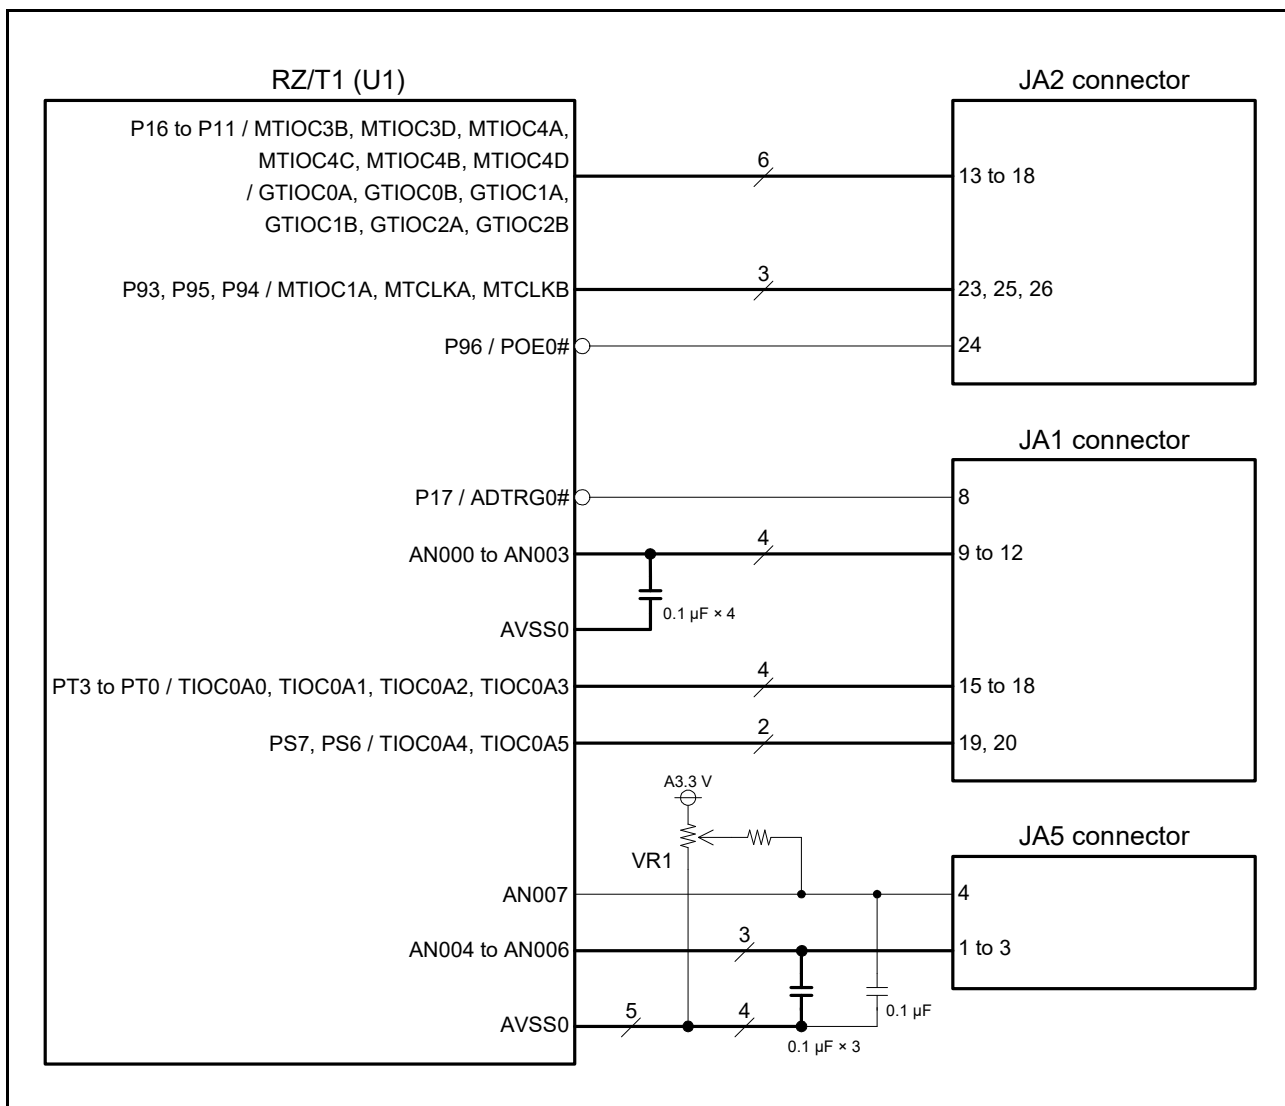 RZ/T1 (U1)
JA2 connector
P16 to P11 / MTIOC3B, MTIOC3D, MTIOC4A,
MTIOC4C, MTIOC4B, MTIOC4D
/ GTIOC0A, GTIOC0B, GTIOC1A,
GTIOC1B, GTIOC2A, GTIOC2B
6
13 to 18
P93, P95, P94 / MTIOC1A, MTCLKA, MTCLKB
3
23, 25, 26
P96 / POE0#
24
JA1 connector
P17 / ADTRG0#
8
AN000 to AN003
4
9 to 12
0.1 µF × 4
AVSS0
PT3 to PT0 / TIOC0A0, TIOC0A1, TIOC0A2, TIOC0A3
4
15 to 18
PS7, PS6 / TIOC0A4, TIOC0A5
2
19, 20
A3.3 V
VR1
JA5 connector
AN007
4
AN004 to AN006
3
1 to 3
0.1 µF
AVSS0
5
4
0.1 µF × 3